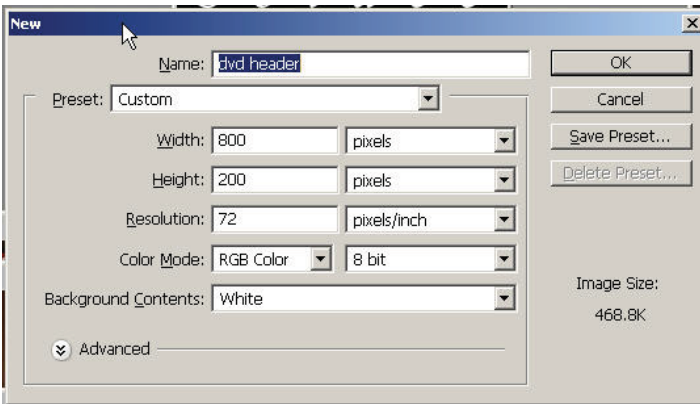 New
Name: dvd header
OK
Preset: Custom
Cancel
Width: 800 pixels
Save Preset...
Height: 200 pixels
Delete Preset...
Resolution: 72 pixels/inch
Color Mode: RGB Color 8 bit
Background Contents: White
Image Size:
468.8K
Advanced